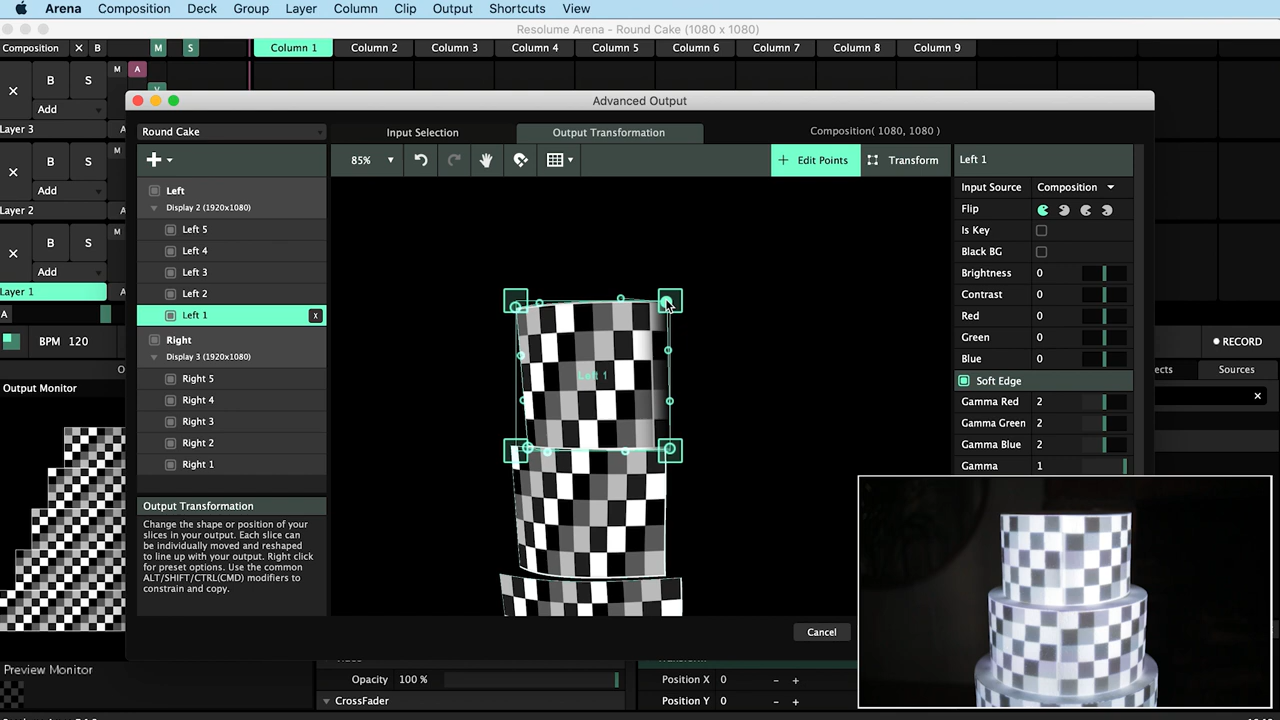 Arena Composition Deck Group Layer Column Clip Output Shortcuts View
Resolume Arena - Round Cake (1080 x 1080)
Composition X B M S Column 1 Column 2 Column 3 Column 4 Column 5 Column 6 Column 7 Column 8 Column 9
M A
B S
Add
Layer 3 A
M
B S
Add
Layer 2 A
M
B S
Add
Layer 1 A
A
BPM 120
RECORD
Output Monitor
Sources
Advanced Output
Round Cake
Input Selection
Output Transformation
Composition( 1080, 1080 )
85%
Edit Points
Transform
Left
Display 2 (1920x1080)
Left 5
Left 4
Left 3
Left 2
Left 1 X
Right
Display 3 (1920x1080)
Right 5
Right 4
Right 3
Right 2
Right 1
Output Transformation
Change the shape or position of your
slices in your output. Each slice can
be individually moved and reshaped
to line up with your output. Right click
for preset options. Use the common
ALT/SHIFT/CTRL(CMD) modifiers to
constrain and copy.
Left 1
Left 1
Input Source Composition
Flip
Is Key
Black BG
Brightness 0
Contrast 0
Red 0
Green 0
Blue 0
Soft Edge
Gamma Red 2
Gamma Green 2
Gamma Blue 2
Gamma 1
Cancel
Preview Monitor
Opacity 100 %
CrossFader
Position X 0 - +
Position Y 0 - +